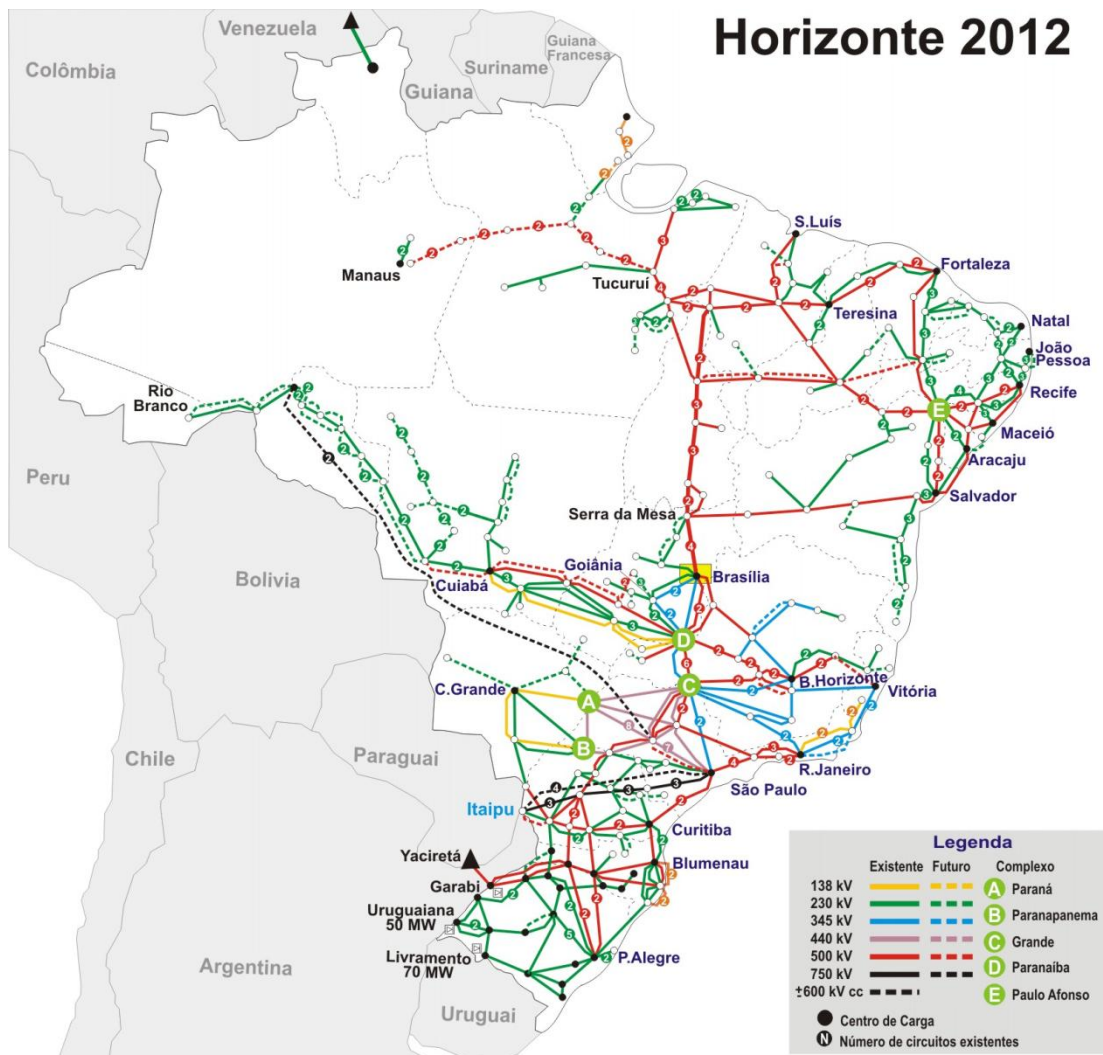 Horizonte 2012
Venezuela
Colômbia
Guiana
Suriname
Guiana
Francesa
Manaus
Tucuruí
S.Luís
Fortaleza
Teresina
Natal
João
Pessoa
Recife
Maceió
Aracaju
Salvador
Rio
Branco
Peru
Serra da Mesa
Bolivia
Cuiabá
Goiânia
Brasília
C.Grande
B.Horizonte
Vitória
Chile
Paraguai
R.Janeiro
São Paulo
Itaipu
Curitiba
Yaciretá
Blumenau
Garabi
Uruguaiana
50 MW
Livramento
70 MW
P.Alegre
Argentina
Uruguai
A
B
C
D
E
Legenda
Existente Futuro Complexo
138 kV A Paraná
230 kV
345 kV B Paranapanema
440 kV C Grande
500 kV D Paranaíba
750 kV
±600 kV cc E Paulo Afonso
Centro de Carga
N Número de circuitos existentes